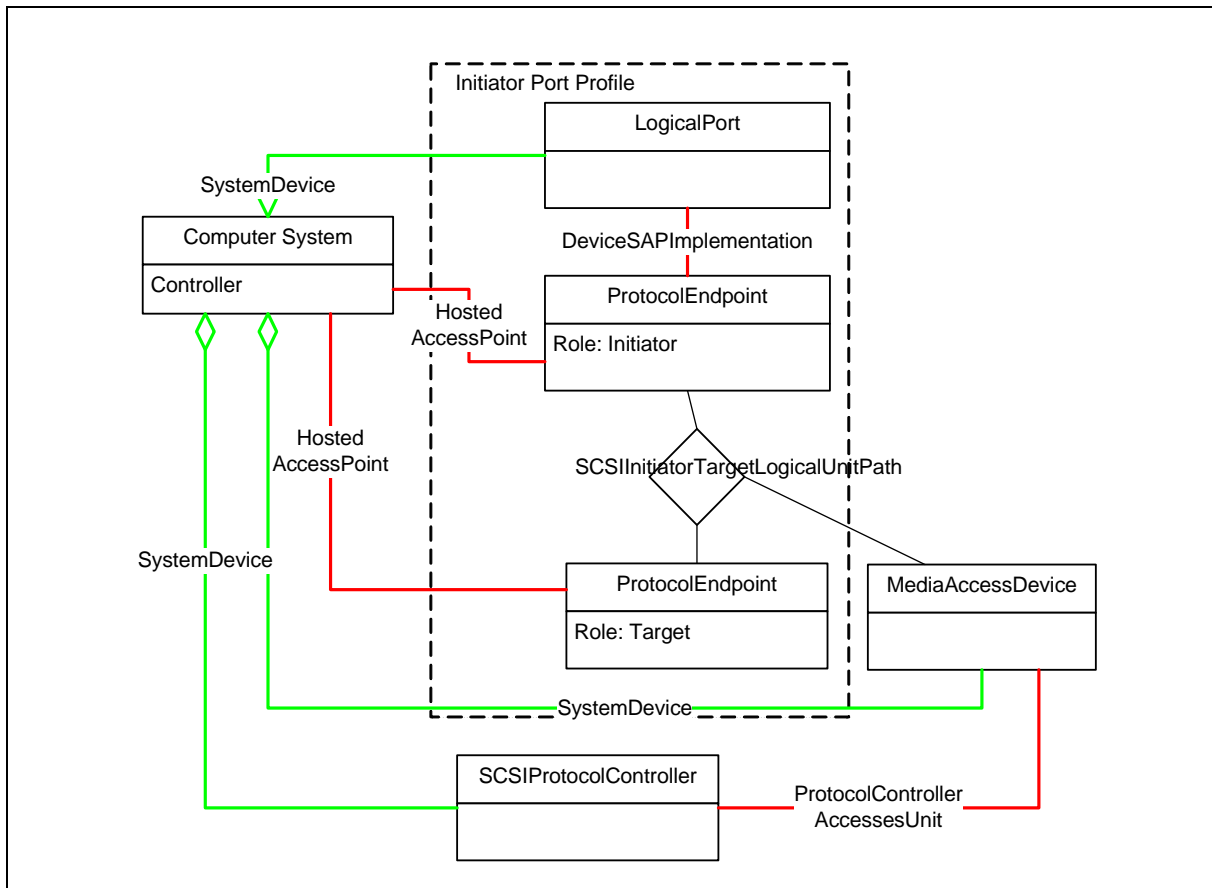 Initiator Port Profile
LogicalPort
SystemDevice
Computer System
Controller
DeviceSAPImplementation
ProtocolEndpoint
Role: Initiator
Hosted
AccessPoint
Hosted
AccessPoint
SCSIInitiatorTargetLogicalUnitPath
SystemDevice
ProtocolEndpoint
Role: Target
MediaAccessDevice
SystemDevice
SCSIProtocolController
ProtocolController
AccessesUnit